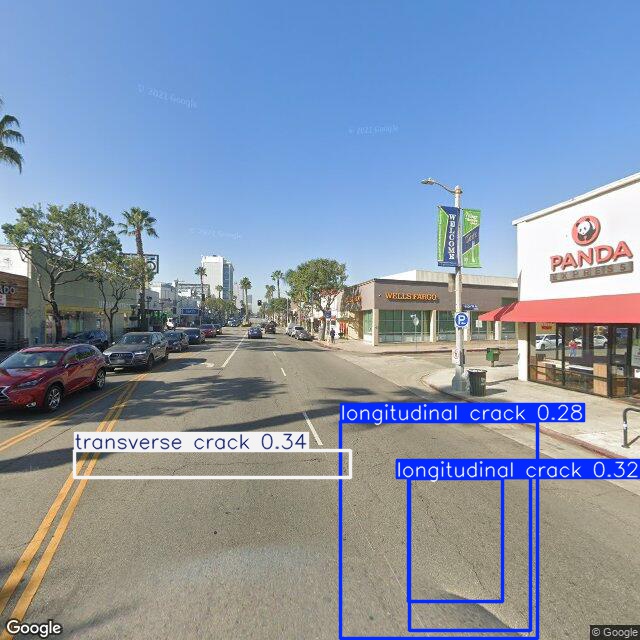 © 2021 Google
© 2021 Google
© 2021 Google
WELCOME
PANDA
EXPRESS
WELLS FARGO
P
longitudinal crack 0.28
transverse crack 0.34
longitudinal crack 0.32
Google
© Google